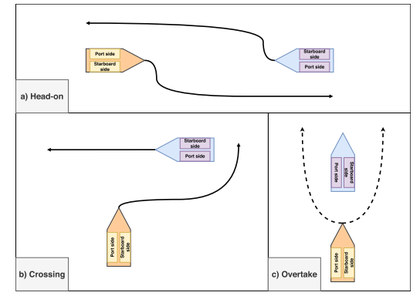 Port side
Starboard
side
Starboard
side
Port side
a) Head-on
Starboard
side
Port side
Port side
Starboard
side
b) Crossing
Port side
Starboard
side
Port side
Starboard
side
c) Overtake